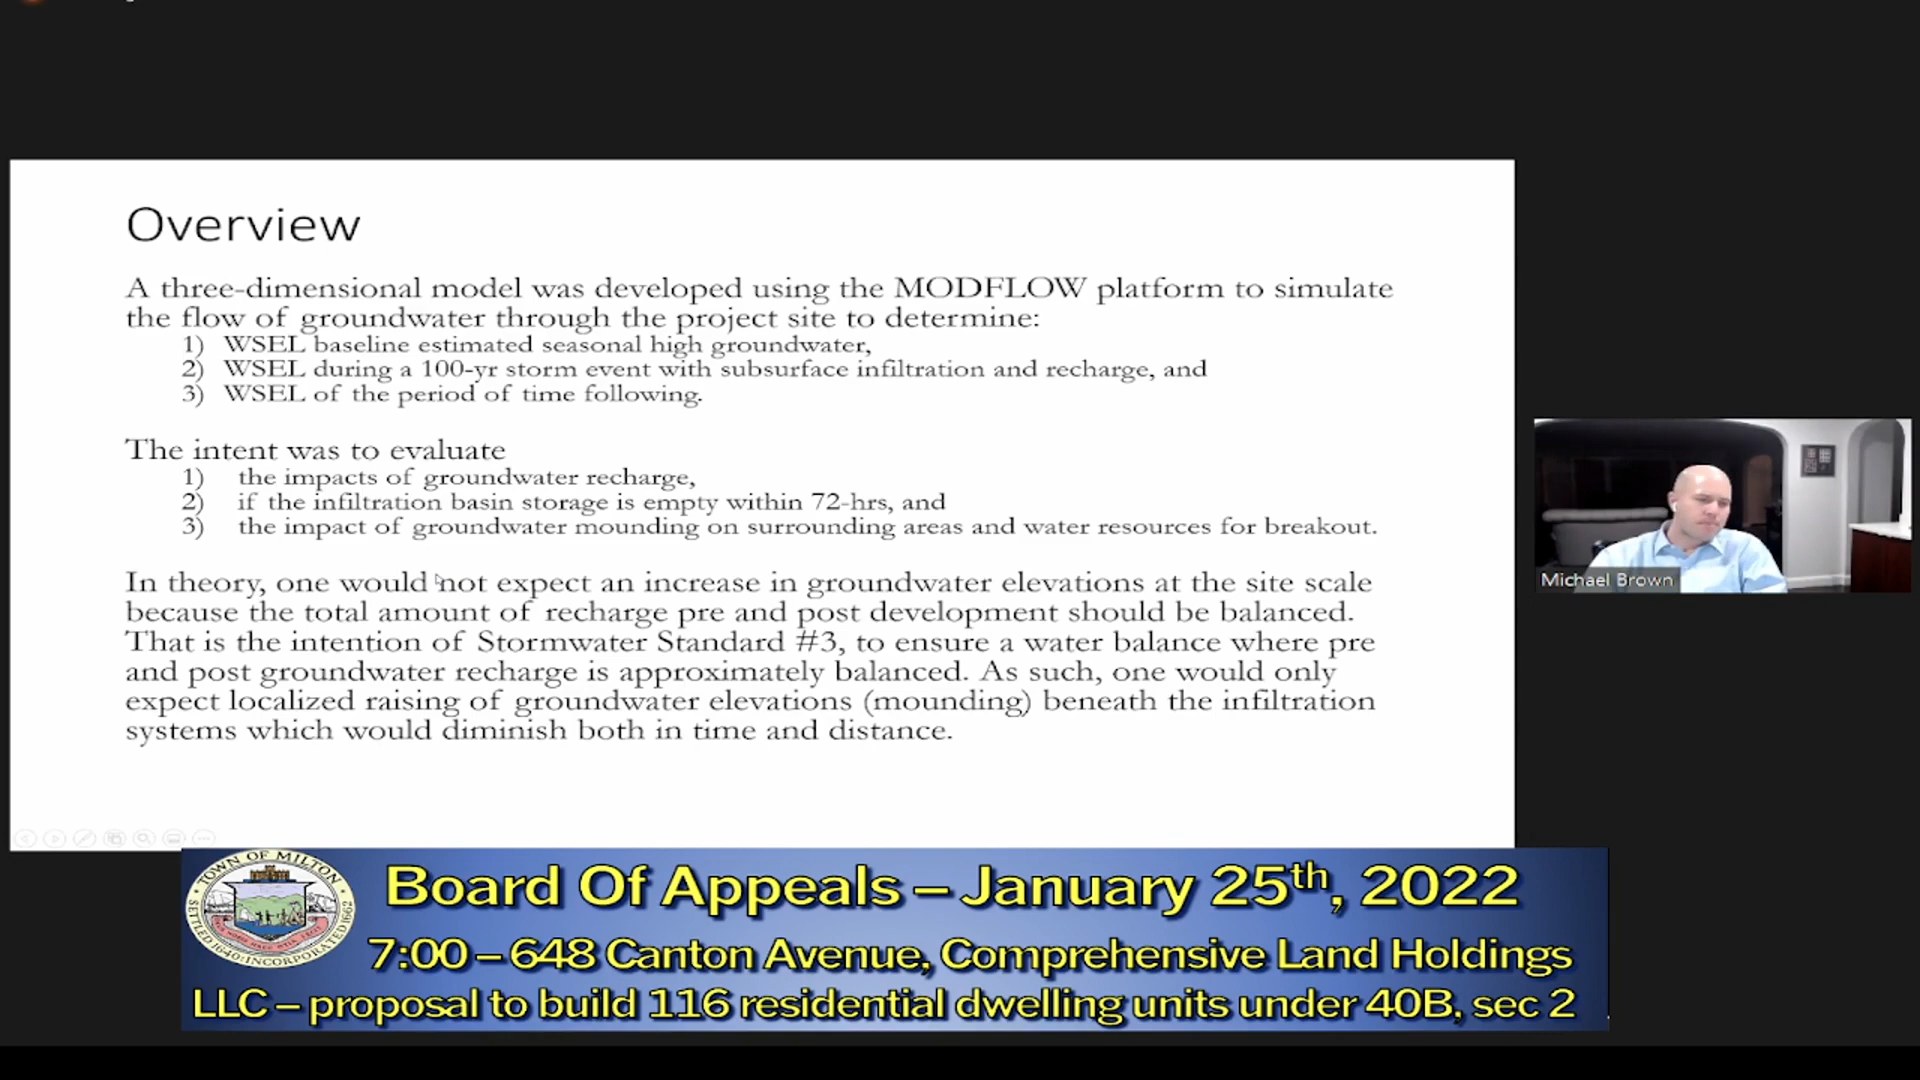 Overview
A three-dimensional model was developed using the MODFLOW platform to simulate
the flow of groundwater through the project site to determine:
1) WSEL baseline estimated seasonal high groundwater,
2) WSEL during a 100-yr storm event with subsurface infiltration and recharge, and
3) WSEL of the period of time following.
The intent was to evaluate
1) the impacts of groundwater recharge,
2) if the infiltration basin storage is empty within 72-hrs, and
3) the impact of groundwater mounding on surrounding areas and water resources for breakout.
In theory, one would not expect an increase in groundwater elevations at the site scale
because the total amount of recharge pre and post development should be balanced.
That is the intention of Stormwater Standard #3, to ensure a water balance where pre
and post groundwater recharge is approximately balanced. As such, one would only
expect localized raising of groundwater elevations (mounding) beneath the infiltration
systems which would diminish both in time and distance.
Michael Brown
TOWN OF MILTON
SETTLED 1640 INCORPORATED 1662
Board Of Appeals – January 25th, 2022
7:00 – 648 Canton Avenue, Comprehensive Land Holdings
LLC – proposal to build 116 residential dwelling units under 40B, sec 2